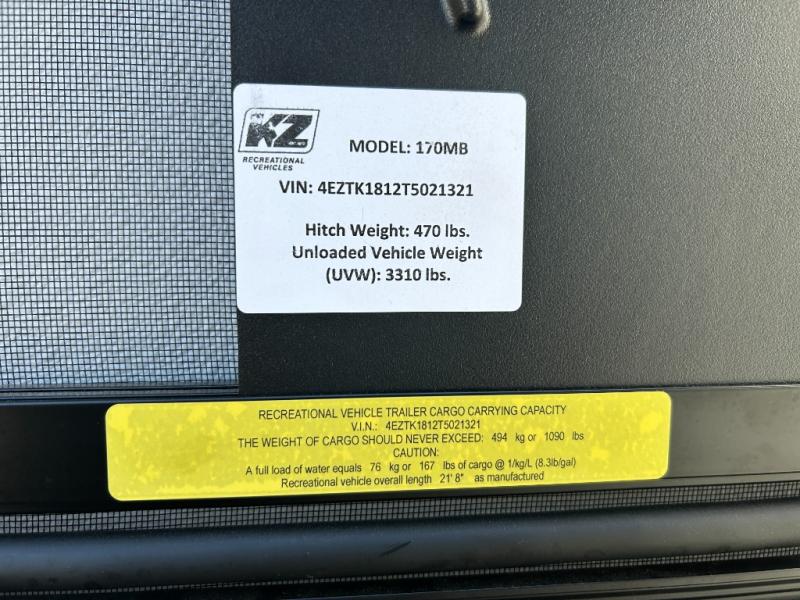 KZ
RECREATIONAL
VEHICLES
MODEL: 170MB
VIN: 4EZTK1812T5021321
Hitch Weight: 470 lbs.
Unloaded Vehicle Weight
(UVW): 3310 lbs.
RECREATIONAL VEHICLE TRAILER CARGO CARRYING CAPACITY
V.I.N.: 4EZTK1812T5021321
THE WEIGHT OF CARGO SHOULD NEVER EXCEED: 494 kg or 1090 lbs
CAUTION:
A full load of water equals 76 kg or 167 lbs of cargo @ 1/kg/L (8.3lb/gal)
Recreational vehicle overall length 21' 8" as manufactured